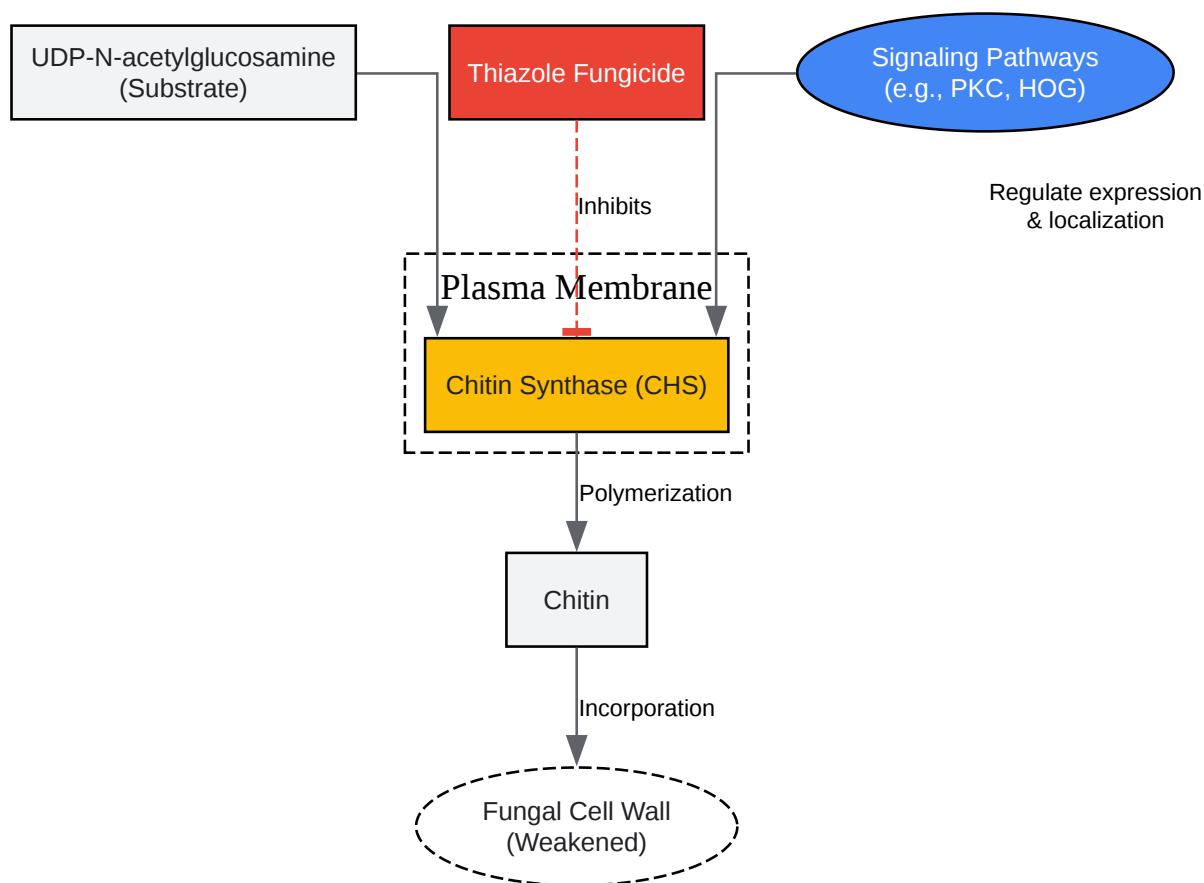 UDP-N-acetylglucosamine
(Substrate)
Thiazole Fungicide
Signaling Pathways
(e.g., PKC, HOG)
Inhibits
Regulate expression
& localization
Plasma Membrane
Chitin Synthase (CHS)
Polymerization
Chitin
Incorporation
Fungal Cell Wall
(Weakened)